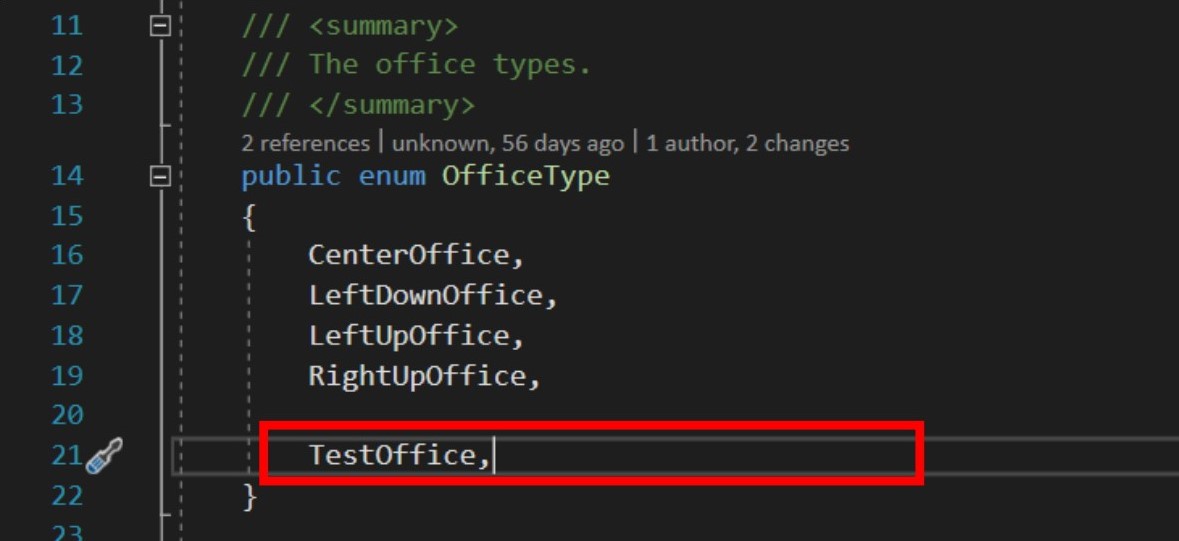 11 /// <summary>
12 /// The office types.
13 /// </summary>
2 references | unknown, 56 days ago | 1 author, 2 changes
14 public enum OfficeType
15 {
16 CenterOffice,
17 LeftDownOffice,
18 LeftUpOffice,
19 RightUpOffice,
20
21 TestOffice,
22 }
23